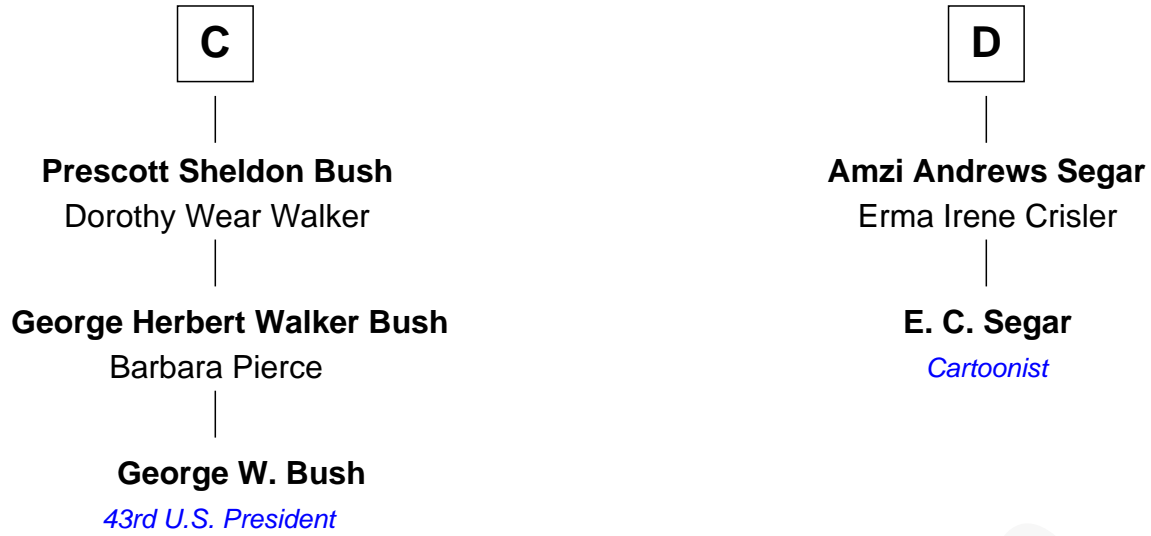 C
Prescott Sheldon Bush
Dorothy Wear Walker
George Herbert Walker Bush
Barbara Pierce
George W. Bush
43rd U.S. President
D
Amzi Andrews Segar
Erma Irene Crisler
E. C. Segar
Cartoonist